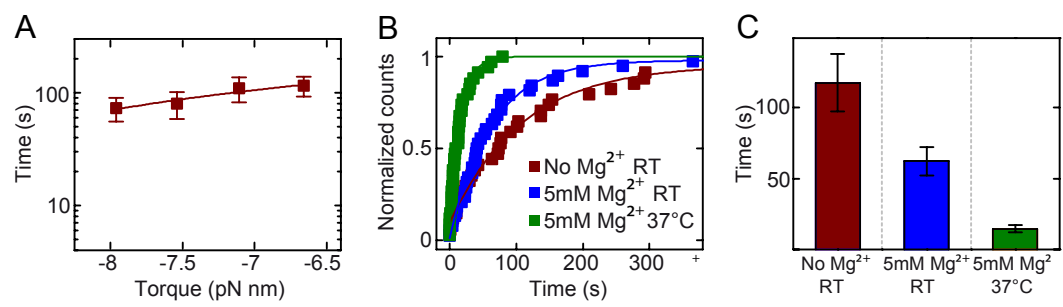 A
Time (s)
100
10
-8
-7.5
-7
-6.5
Torque (pN nm)
B
Normalized counts
1
0.5
0
No Mg²⁺ RT
5mM Mg²⁺ RT
5mM Mg²⁺ 37°C
0
100
200
300
+
Time (s)
C
Time (s)
100
50
No Mg²⁺
RT
5mM Mg²⁺
RT
5mM Mg²
37°C